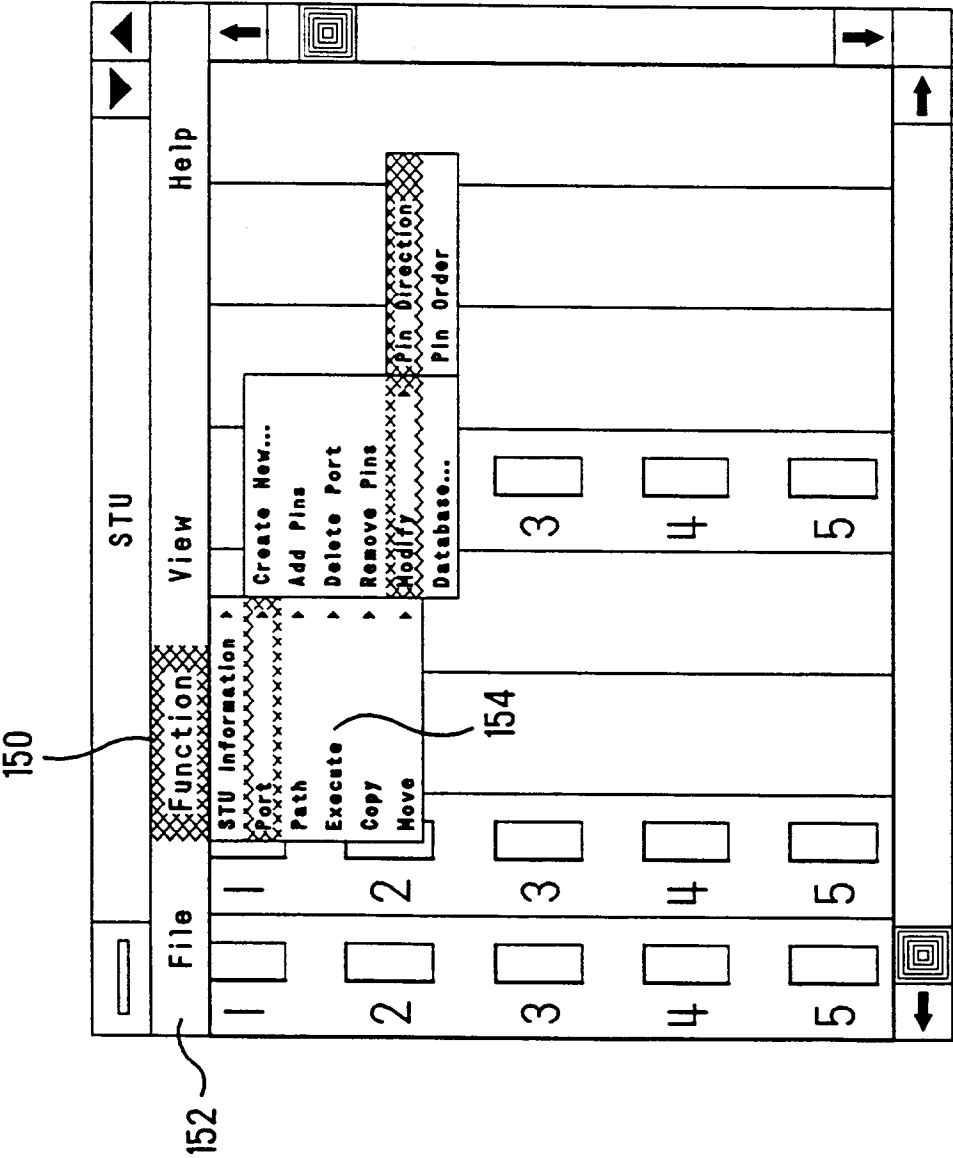 150
152
STU
File Function View Help
STU Information
Port
Path
Execute
Copy
Move
154
Create New...
Add Pins
Delete Port
Remove Pins
Modify
Database...
Pin Direction
Pin Order
1 1
2 2
3 3 3
4 4 4
5 5 5